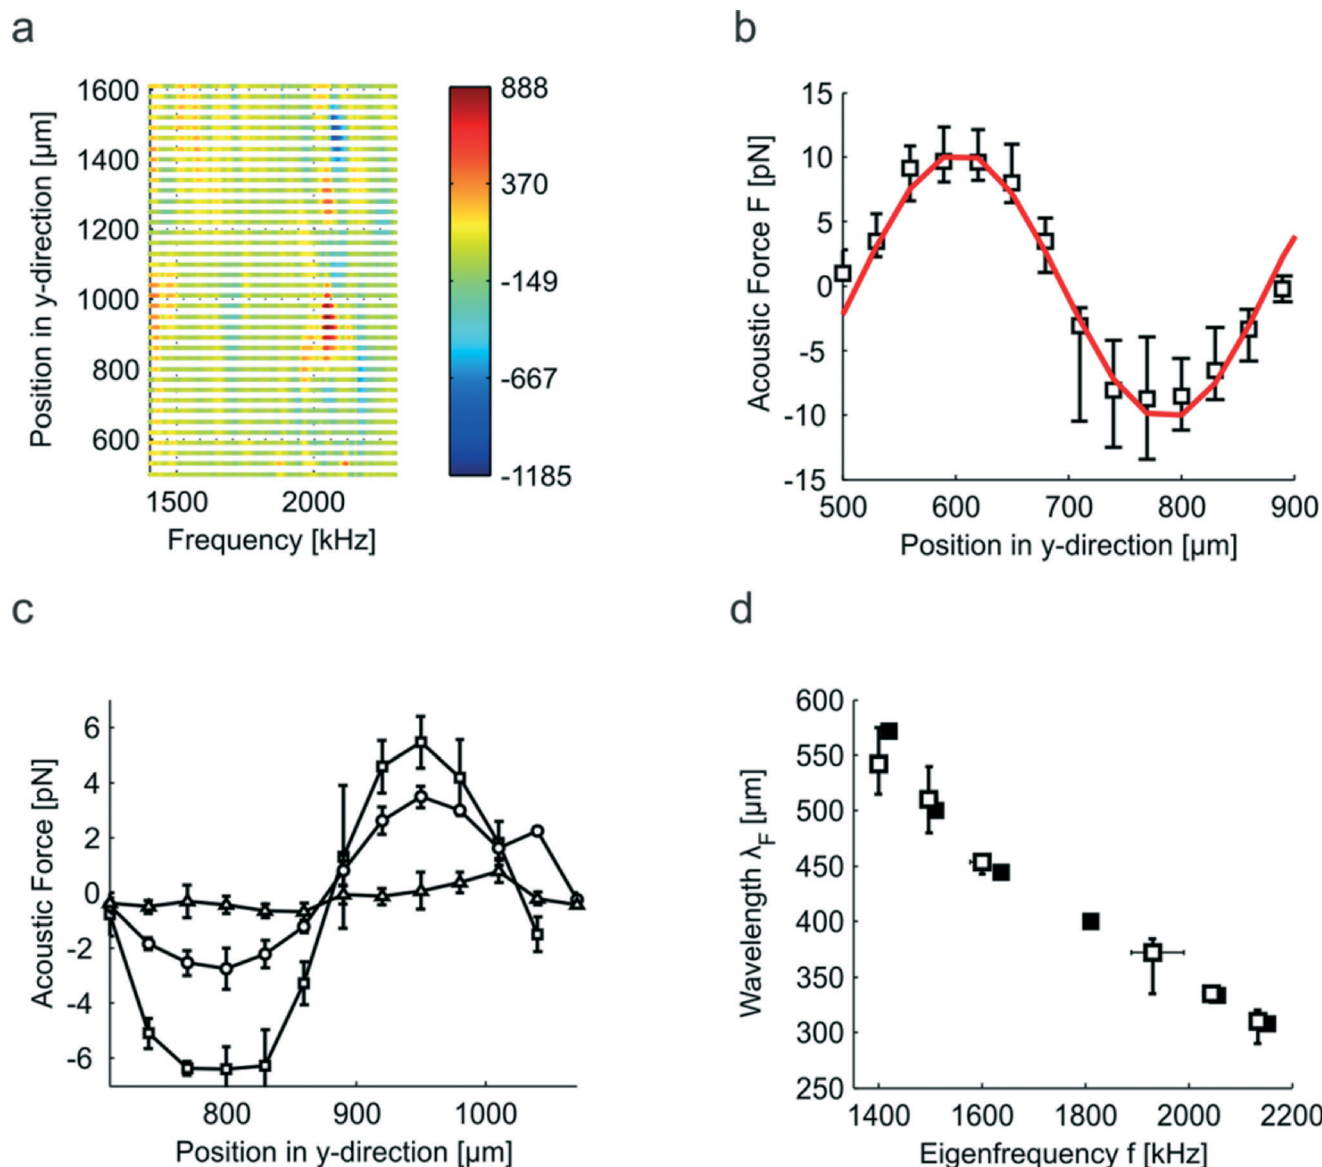 a
Position in y-direction [µm]
1600
1400
1200
1000
800
600
1500 2000
Frequency [kHz]
888
370
-149
-667
-1185
b
Acoustic Force F [pN]
15
10
5
0
-5
-10
-15
500 600 700 800 900
Position in y-direction [µm]
c
Acoustic Force [pN]
6
4
2
0
-2
-4
-6
800 900 1000
Position in y-direction [µm]
d
Wavelength λF [µm]
600
550
500
450
400
350
300
250
1400 1600 1800 2000 2200
Eigenfrequency f [kHz]